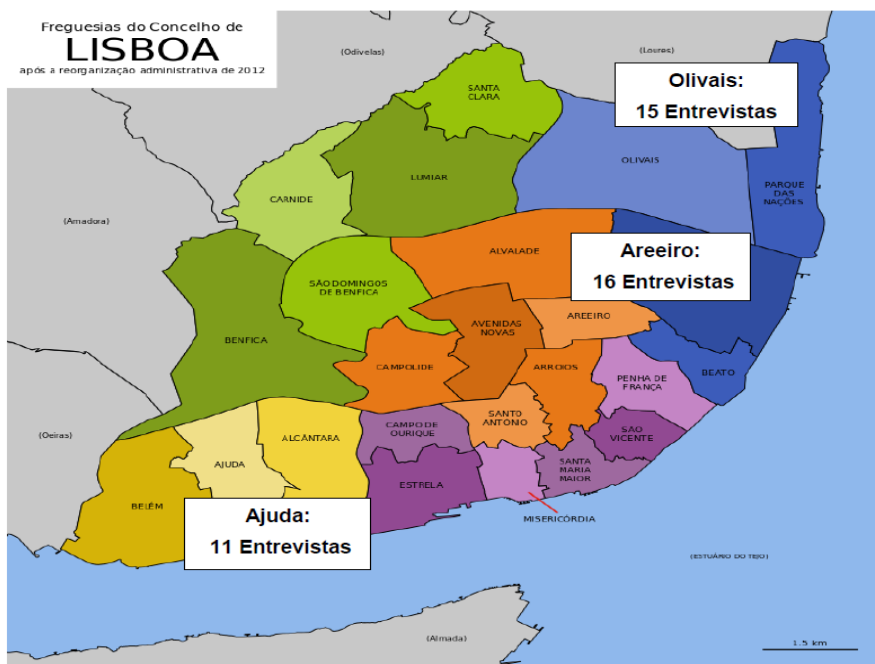 Freguesias do Concelho de
LISBOA
após a reorganização administrativa de 2012
(Odivelas)
(Loures)
Olivais:
15 Entrevistas
SANTA
CLARA
OLIVAIS
LUMIAR
PARQUE
DAS
NAÇÕES
CARNIDE
(Amadora)
ALVALADE
Areeiro:
16 Entrevistas
SÃO DOMINGOS
DE BENFICA
AREEIRO
AVENIDAS
NOVAS
BENFICA
CAMPOLIDE
ARROIOS
BEATO
PENHA DE
FRANÇA
SANTO
ANTÓNIO
CAMPO DE
OURIQUE
SÃO
VICENTE
(Oeiras)
ALCÂNTARA
AJUDA
SANTA
MARIA
MAIOR
ESTRELA
BELÉM
Ajuda:
11 Entrevistas
MISERICÓRDIA
(ESTUÁRIO DO TEJO)
(Almada)
1.5 km